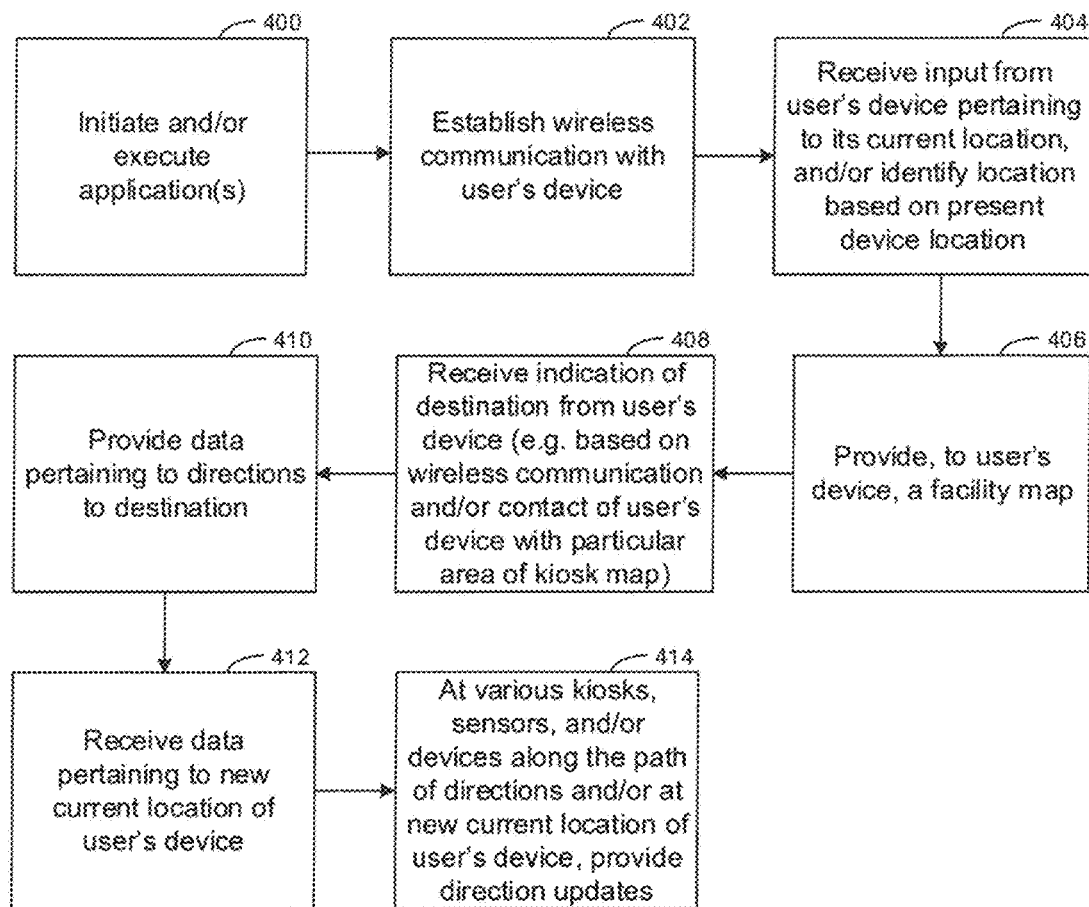 400
Initiate and/or
execute
application(s)
402
Establish wireless
communication with
user's device
404
Receive input from
user's device pertaining
to its current location,
and/or identify location
based on present
device location
406
Provide, to user's
device, a facility map
408
Receive indication of
destination from user's
device (e.g. based on
wireless communication
and/or contact of user's
device with particular
area of kiosk map)
410
Provide data
pertaining to directions
to destination
412
Receive data
pertaining to new
current location of
user's device
414
At various kiosks,
sensors, and/or
devices along the path
of directions and/or at
new current location of
user's device, provide
direction updates